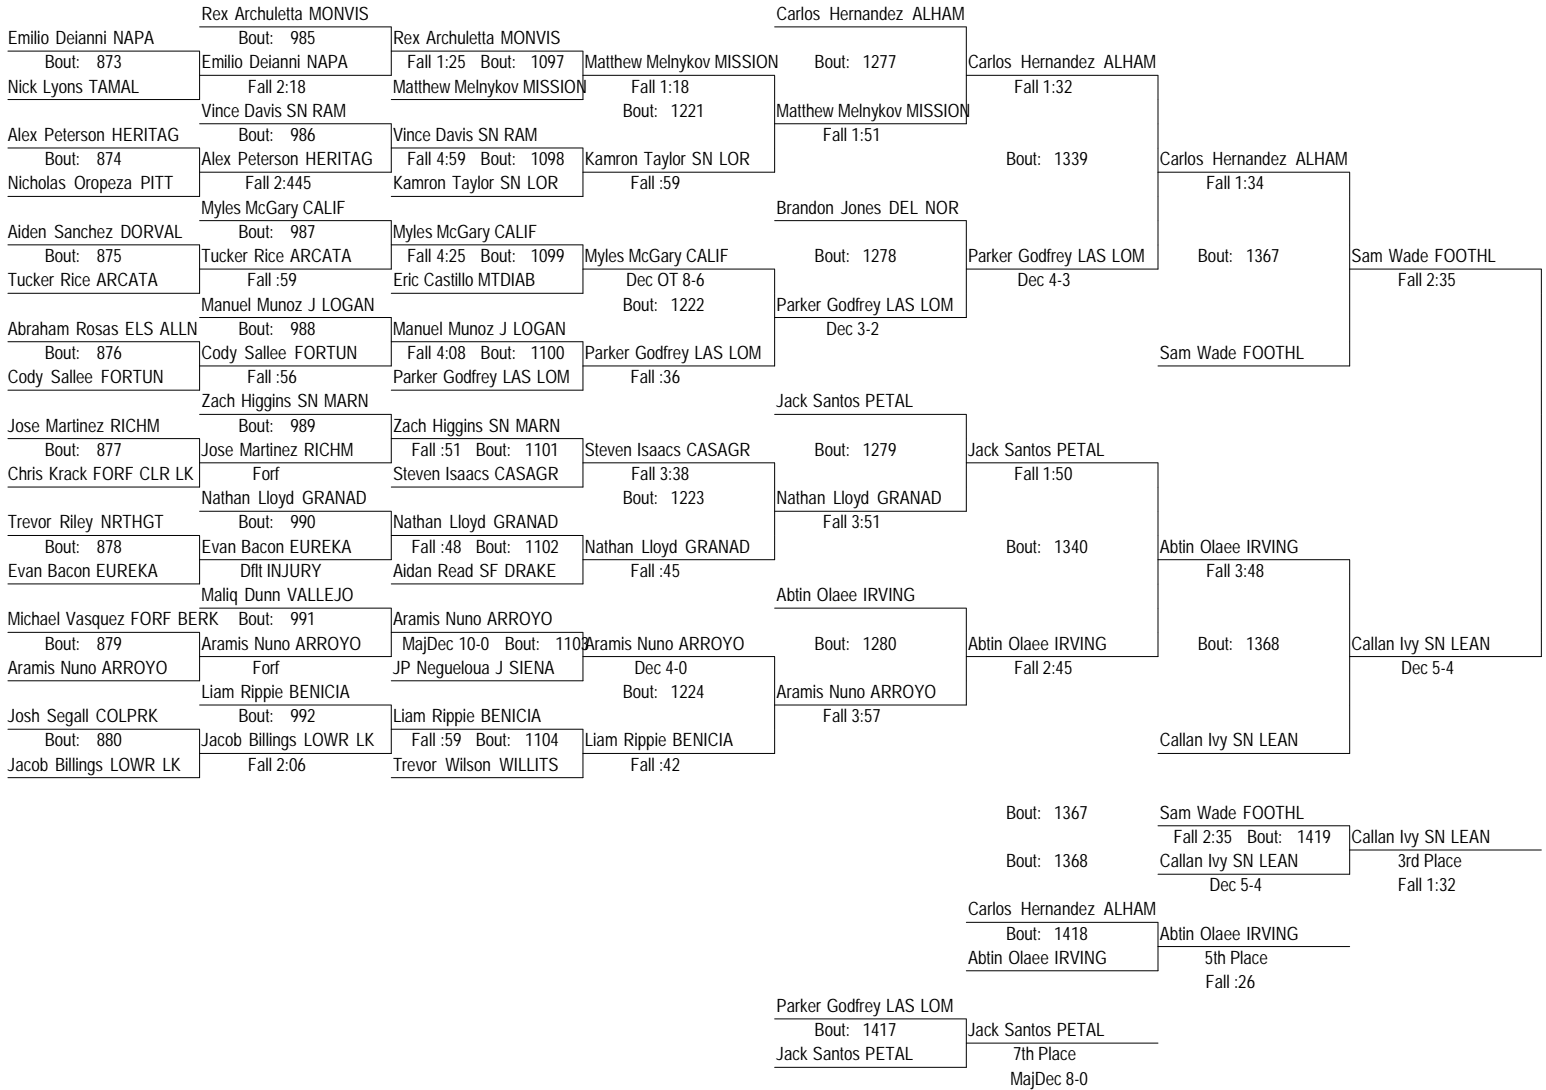 Rex Archuletta MONVIS Carlos Hernandez ALHAM
Emilio Deianni NAPA Bout: 985 Rex Archuletta MONVIS
Bout: 873 Emilio Deianni NAPA Fall 1:25 Bout: 1097 Matthew Melnykov MISSION Bout: 1277 Carlos Hernandez ALHAM
Nick Lyons TAMAL Fall 2:18 Matthew Melnykov MISSION Fall 1:18 Fall 1:32
Vince Davis SN RAM Bout: 1221 Matthew Melnykov MISSION
Alex Peterson HERITAG Bout: 986 Vince Davis SN RAM Fall 1:51
Bout: 874 Alex Peterson HERITAG Fall 4:59 Bout: 1098 Kamron Taylor SN LOR Bout: 1339 Carlos Hernandez ALHAM
Nicholas Oropeza PITT Fall 2:445 Kamron Taylor SN LOR Fall :59 Fall 1:34
Myles McGary CALIF Brandon Jones DEL NOR
Aiden Sanchez DORVAL Bout: 987 Myles McGary CALIF
Bout: 875 Tucker Rice ARCATA Fall 4:25 Bout: 1099 Myles McGary CALIF Bout: 1278 Parker Godfrey LAS LOM Bout: 1367 Sam Wade FOOTHL
Tucker Rice ARCATA Fall :59 Eric Castillo MTDIAB Dec OT 8-6 Dec 4-3 Fall 2:35
Manuel Munoz J LOGAN Bout: 1222 Parker Godfrey LAS LOM
Abraham Rosas ELS ALLN Bout: 988 Manuel Munoz J LOGAN Dec 3-2
Bout: 876 Cody Sallee FORTUN Fall 4:08 Bout: 1100 Parker Godfrey LAS LOM Sam Wade FOOTHL
Cody Sallee FORTUN Fall :56 Parker Godfrey LAS LOM Fall :36
Zach Higgins SN MARN Jack Santos PETAL
Jose Martinez RICHM Bout: 989 Zach Higgins SN MARN
Bout: 877 Jose Martinez RICHM Fall :51 Bout: 1101 Steven Isaacs CASAGR Bout: 1279 Jack Santos PETAL
Chris Krack FORF CLR LK Forf Steven Isaacs CASAGR Fall 3:38 Fall 1:50
Nathan Lloyd GRANAD Bout: 1223 Nathan Lloyd GRANAD
Trevor Riley NRTHGT Bout: 990 Nathan Lloyd GRANAD Fall 3:51
Bout: 878 Evan Bacon EUREKA Fall :48 Bout: 1102 Nathan Lloyd GRANAD Bout: 1340 Abtin Olaee IRVING
Evan Bacon EUREKA Dflt INJURY Aidan Read SF DRAKE Fall :45 Fall 3:48
Maliq Dunn VALLEJO Abtin Olaee IRVING
Michael Vasquez FORF BERK Bout: 991 Aramis Nuno ARROYO
Bout: 879 Aramis Nuno ARROYO MajDec 10-0 Bout: 1103 Aramis Nuno ARROYO Bout: 1280 Abtin Olaee IRVING Bout: 1368 Callan Ivy SN LEAN
Aramis Nuno ARROYO Forf JP Negueloua J SIENA Dec 4-0 Fall 2:45 Dec 5-4
Liam Rippie BENICIA Bout: 1224 Aramis Nuno ARROYO
Josh Segall COLPRK Bout: 992 Liam Rippie BENICIA Fall 3:57
Bout: 880 Jacob Billings LOWR LK Fall :59 Bout: 1104 Liam Rippie BENICIA Callan Ivy SN LEAN
Jacob Billings LOWR LK Fall 2:06 Trevor Wilson WILLITS Fall :42
Bout: 1367 Sam Wade FOOTHL
Fall 2:35 Bout: 1419 Callan Ivy SN LEAN
Bout: 1368 Callan Ivy SN LEAN 3rd Place
Dec 5-4 Fall 1:32
Carlos Hernandez ALHAM
Bout: 1418 Abtin Olaee IRVING
Abtin Olaee IRVING 5th Place
Fall :26
Parker Godfrey LAS LOM
Bout: 1417 Jack Santos PETAL
Jack Santos PETAL 7th Place
MajDec 8-0